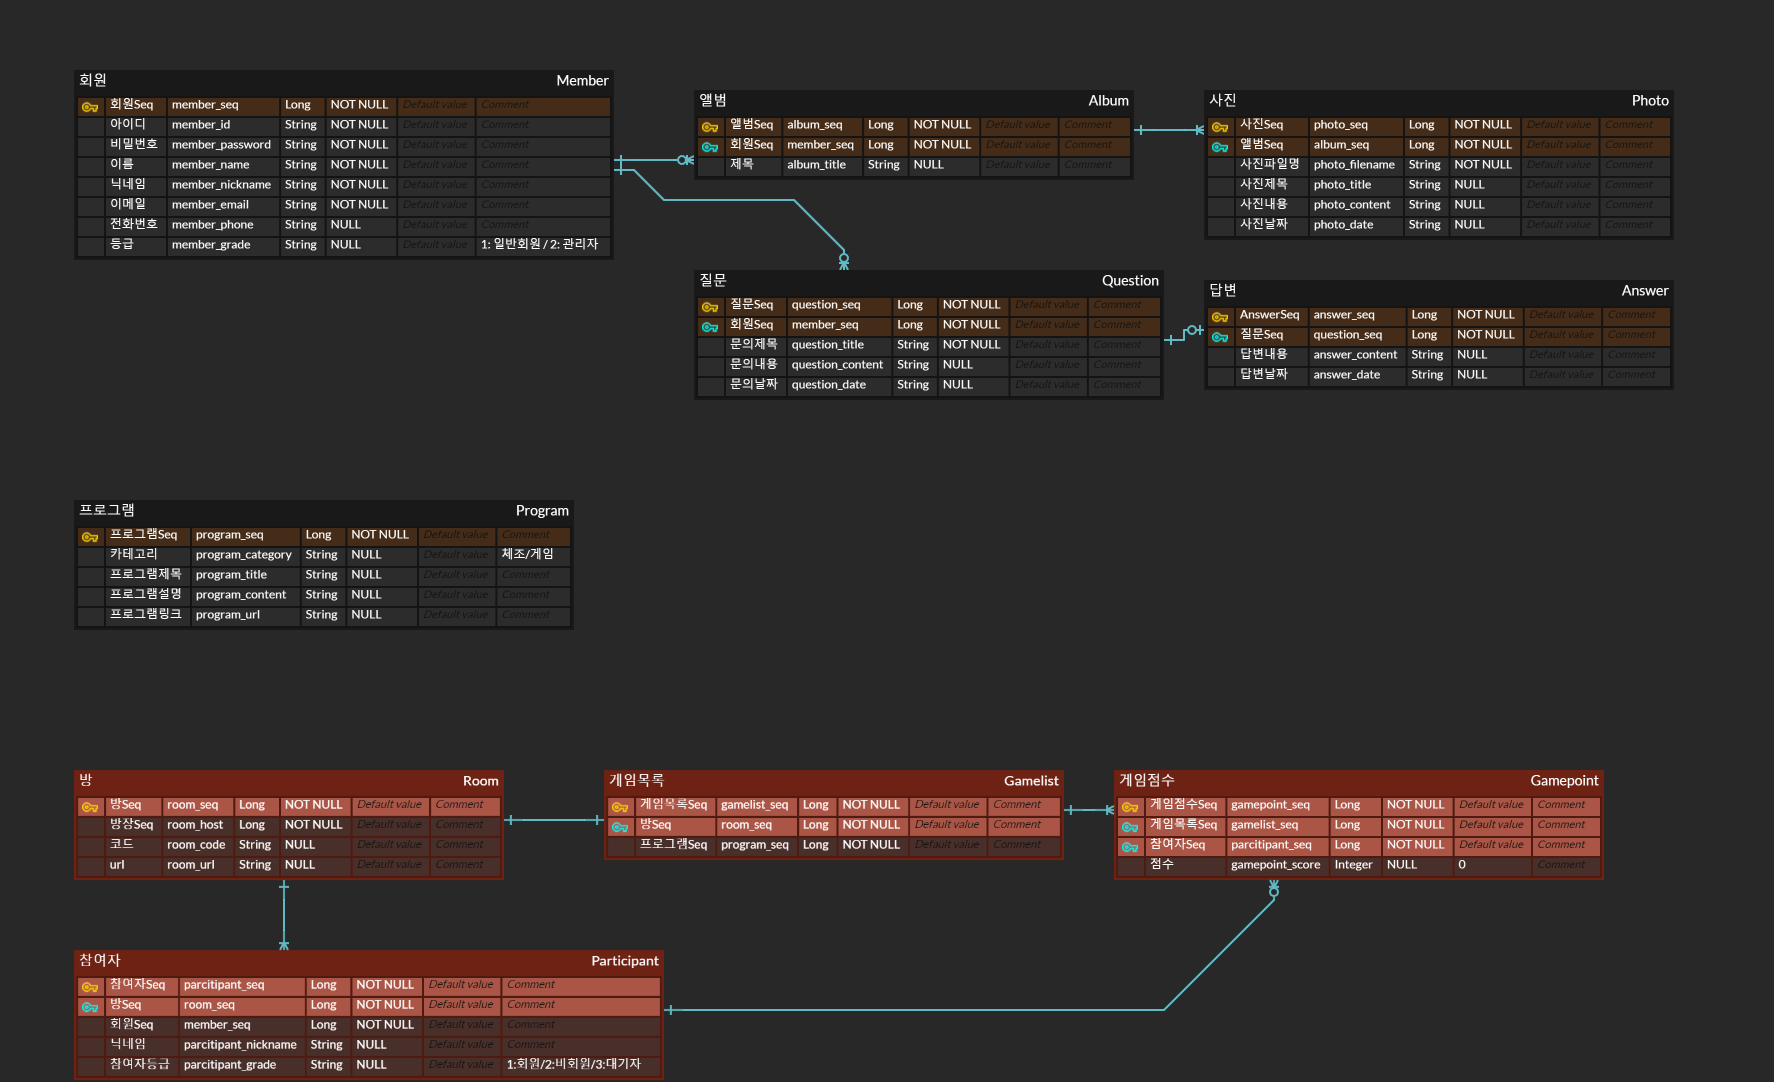 회원 Member
회원Seq member_seq Long NOT NULL Default value Comment
아이디 member_id String NOT NULL Default value Comment
비밀번호 member_password String NOT NULL Default value Comment
이름 member_name String NOT NULL Default value Comment
닉네임 member_nickname String NOT NULL Default value Comment
이메일 member_email String NOT NULL Default value Comment
전화번호 member_phone String NULL Default value Comment
등급 member_grade String NULL Default value 1: 일반회원 / 2: 관리자
앨범 Album
앨범Seq album_seq Long NOT NULL Default value Comment
회원Seq member_seq Long NOT NULL Default value Comment
제목 album_title String NULL Default value Comment
사진 Photo
사진Seq photo_seq Long NOT NULL Default value Comment
앨범Seq album_seq Long NOT NULL Default value Comment
사진파일명 photo_filename String NOT NULL Default value Comment
사진제목 photo_title String NULL Default value Comment
사진내용 photo_content String NULL Default value Comment
사진날짜 photo_date String NULL Default value Comment
질문 Question
질문Seq question_seq Long NOT NULL Default value Comment
회원Seq member_seq Long NOT NULL Default value Comment
문의제목 question_title String NOT NULL Default value Comment
문의내용 question_content String NULL Default value Comment
문의날짜 question_date String NULL Default value Comment
답변 Answer
AnswerSeq answer_seq Long NOT NULL Default value Comment
질문Seq question_seq Long NOT NULL Default value Comment
답변내용 answer_content String NULL Default value Comment
답변날짜 answer_date String NULL Default value Comment
프로그램 Program
프로그램Seq program_seq Long NOT NULL Default value Comment
카테고리 program_category String NULL Default value 체조/게임
프로그램제목 program_title String NULL Default value Comment
프로그램설명 program_content String NULL Default value Comment
프로그램링크 program_url String NULL Default value Comment
방 Room
방Seq room_seq Long NOT NULL Default value Comment
방장Seq room_host Long NOT NULL Default value Comment
코드 room_code String NULL Default value Comment
url room_url String NULL Default value Comment
게임목록 Gamelist
게임목록Seq gamelist_seq Long NOT NULL Default value Comment
방Seq room_seq Long NOT NULL Default value Comment
프로그램Seq program_seq Long NOT NULL Default value Comment
게임점수 Gamepoint
게임점수Seq gamepoint_seq Long NOT NULL Default value Comment
게임목록Seq gamelist_seq Long NOT NULL Default value Comment
참여자Seq parcitipant_seq Long NOT NULL Default value Comment
점수 gamepoint_score Integer NULL 0 Comment
참여자 Participant
참여자Seq parcitipant_seq Long NOT NULL Default value Comment
방Seq room_seq Long NOT NULL Default value Comment
회원Seq member_seq Long NOT NULL Default value Comment
닉네임 parcitipant_nickname String NULL Default value Comment
참여자등급 parcitipant_grade String NULL Default value 1:회원/2:비회원/3:대기자